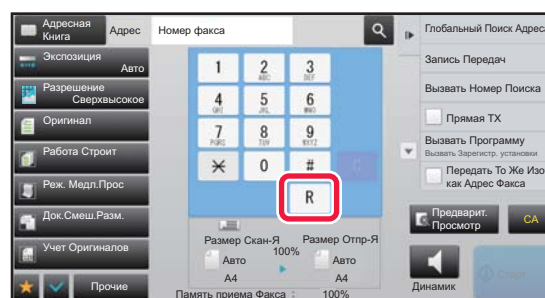 Адресная
Книга
Адрес
Номер факса
Глобальный Поиск Адреса
Экспозиция
Авто
Запись Передач
Разрешение
Сверхвысокое
Вызвать Номер Поиска
Оригинал
Прямая TX
Работа Строит
Вызвать Программу
Вызвать Зарегистр. установки
Реж. Медл.Прос
Передать То Же Изо
как Адрес Факса
Док.Смеш.Разм.
Предварит.
Просмотр
CA
Учет Оригиналов
Прочие
1
2
ABC
3
DEF
4
GHI
5
JKL
6
MNO
7
PQRS
8
TUV
9
WXYZ
0
#
C
R
Размер Скан-Я
100%
Размер Отпр-Я
Авто
A4
Авто
A4
Память приема Факса : 100%
Динамик
Старт